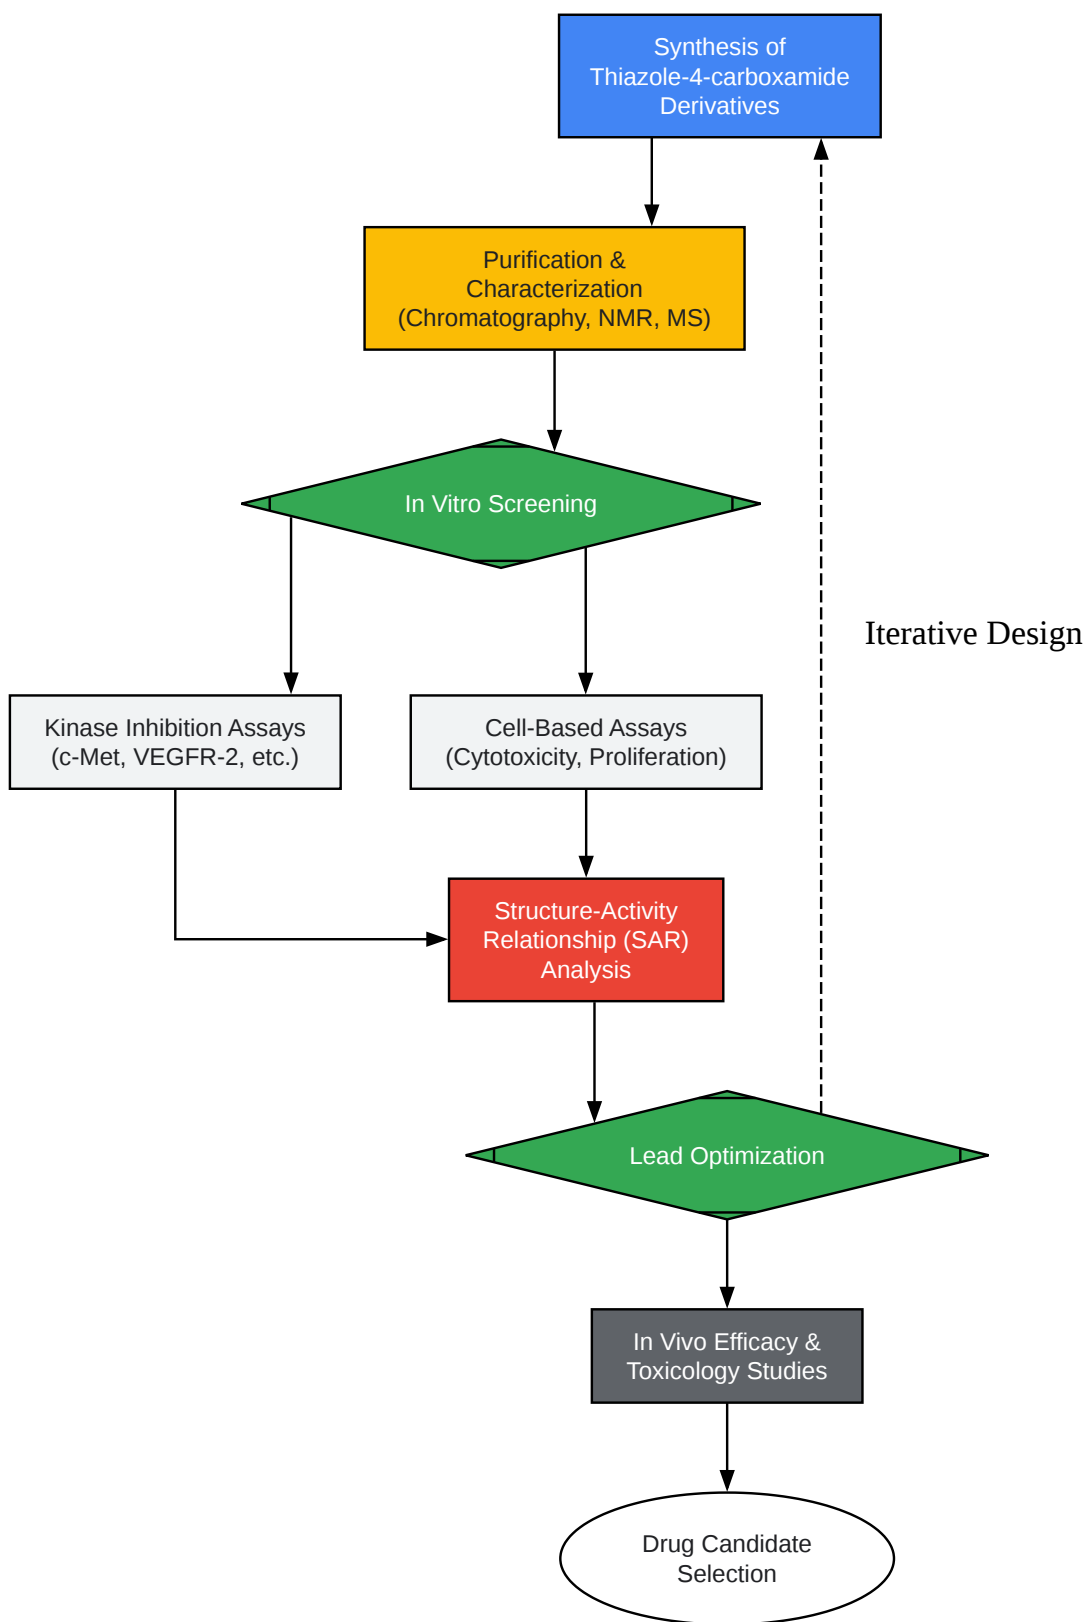 Synthesis of
Thiazole-4-carboxamide
Derivatives
Purification &
Characterization
(Chromatography, NMR, MS)
In Vitro Screening
Iterative Design
Kinase Inhibition Assays
(c-Met, VEGFR-2, etc.)
Cell-Based Assays
(Cytotoxicity, Proliferation)
Structure-Activity
Relationship (SAR)
Analysis
Lead Optimization
In Vivo Efficacy &
Toxicology Studies
Drug Candidate
Selection